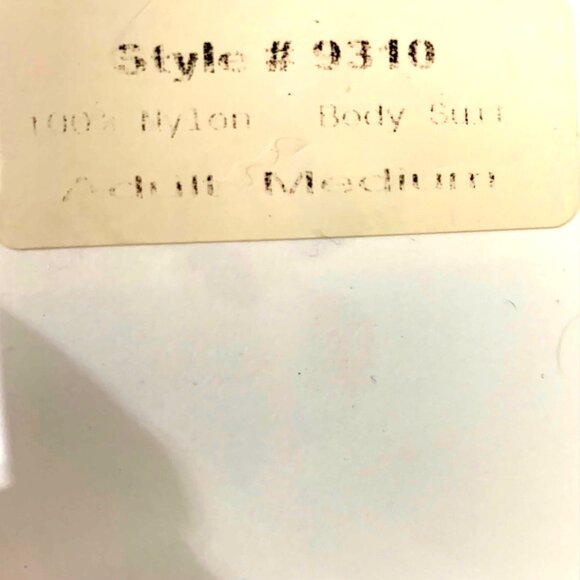 Style # 9310
100% Nylon Body Suit
Adult Medium